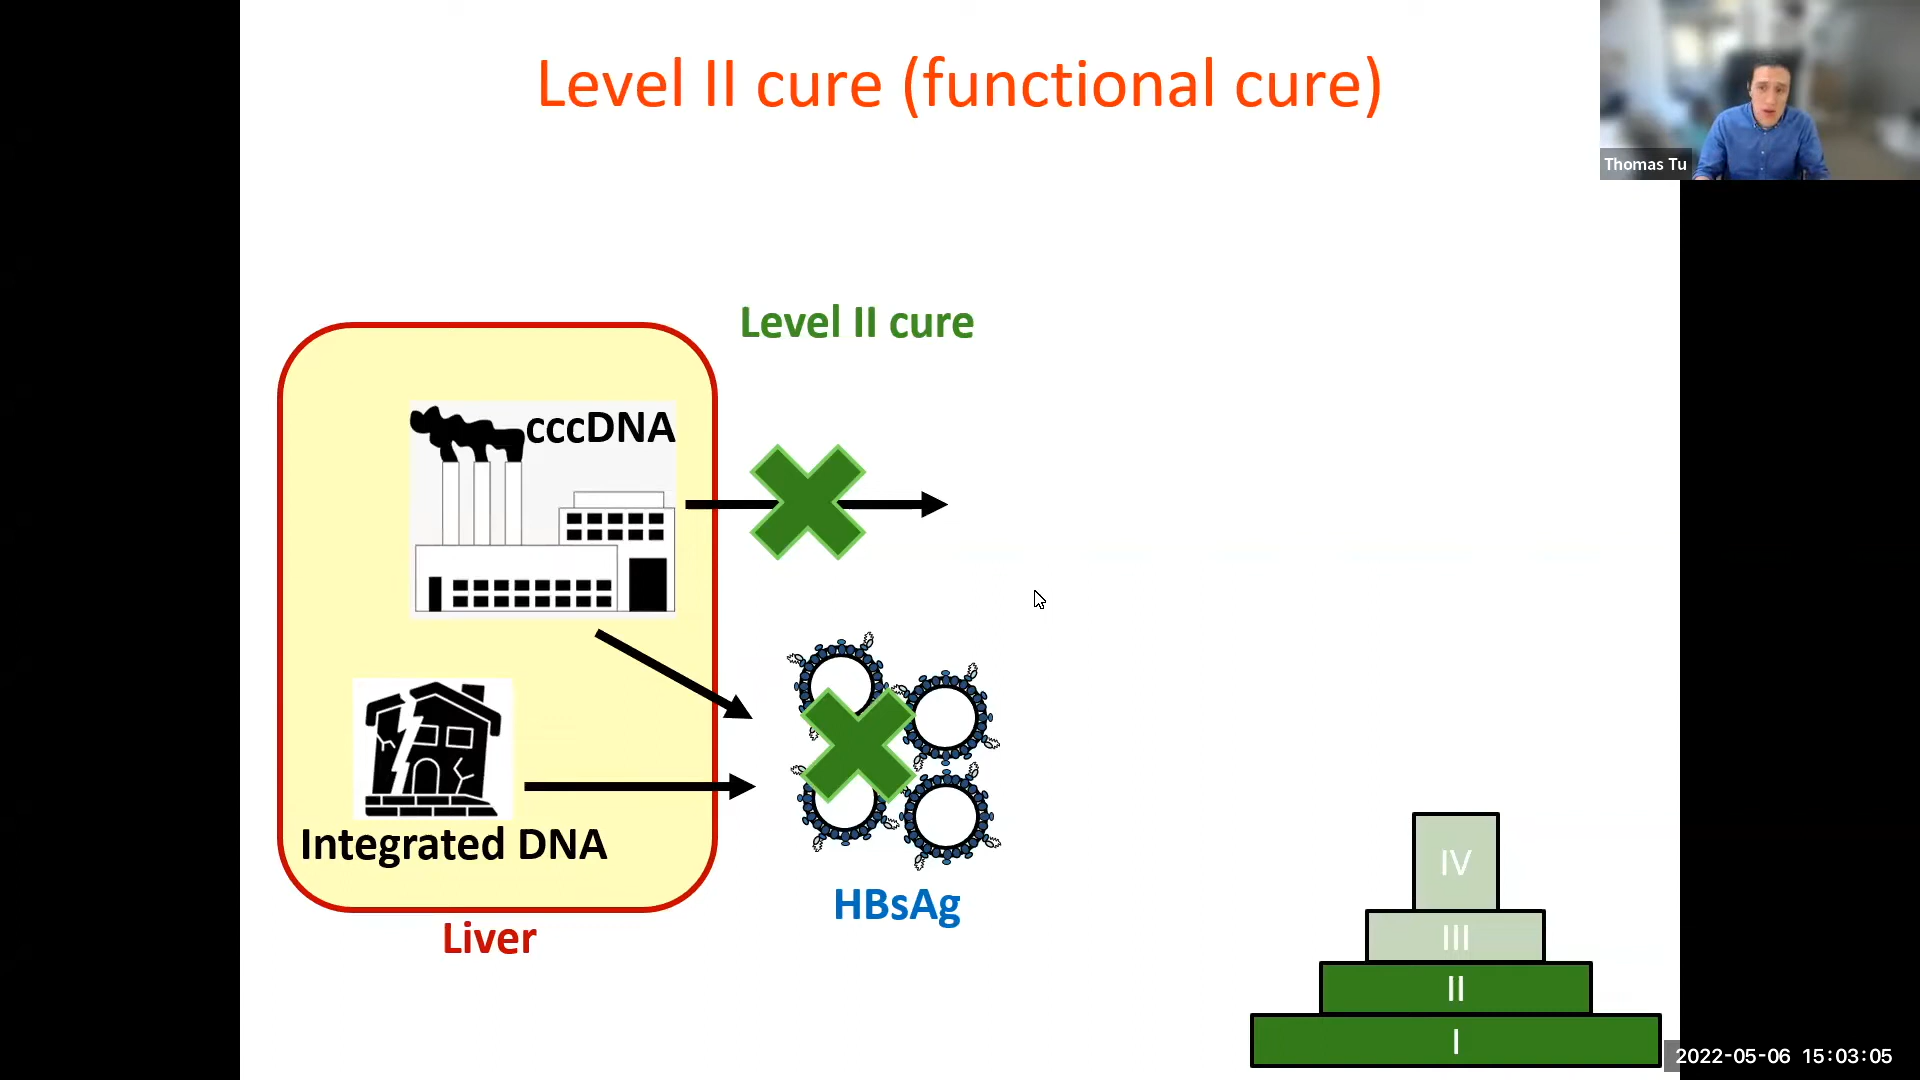 Level II cure (functional cure)
Thomas Tu
Level II cure
cccDNA
Integrated DNA
HBsAg
Liver
IV
III
II
I
2022-05-06 15:03:05